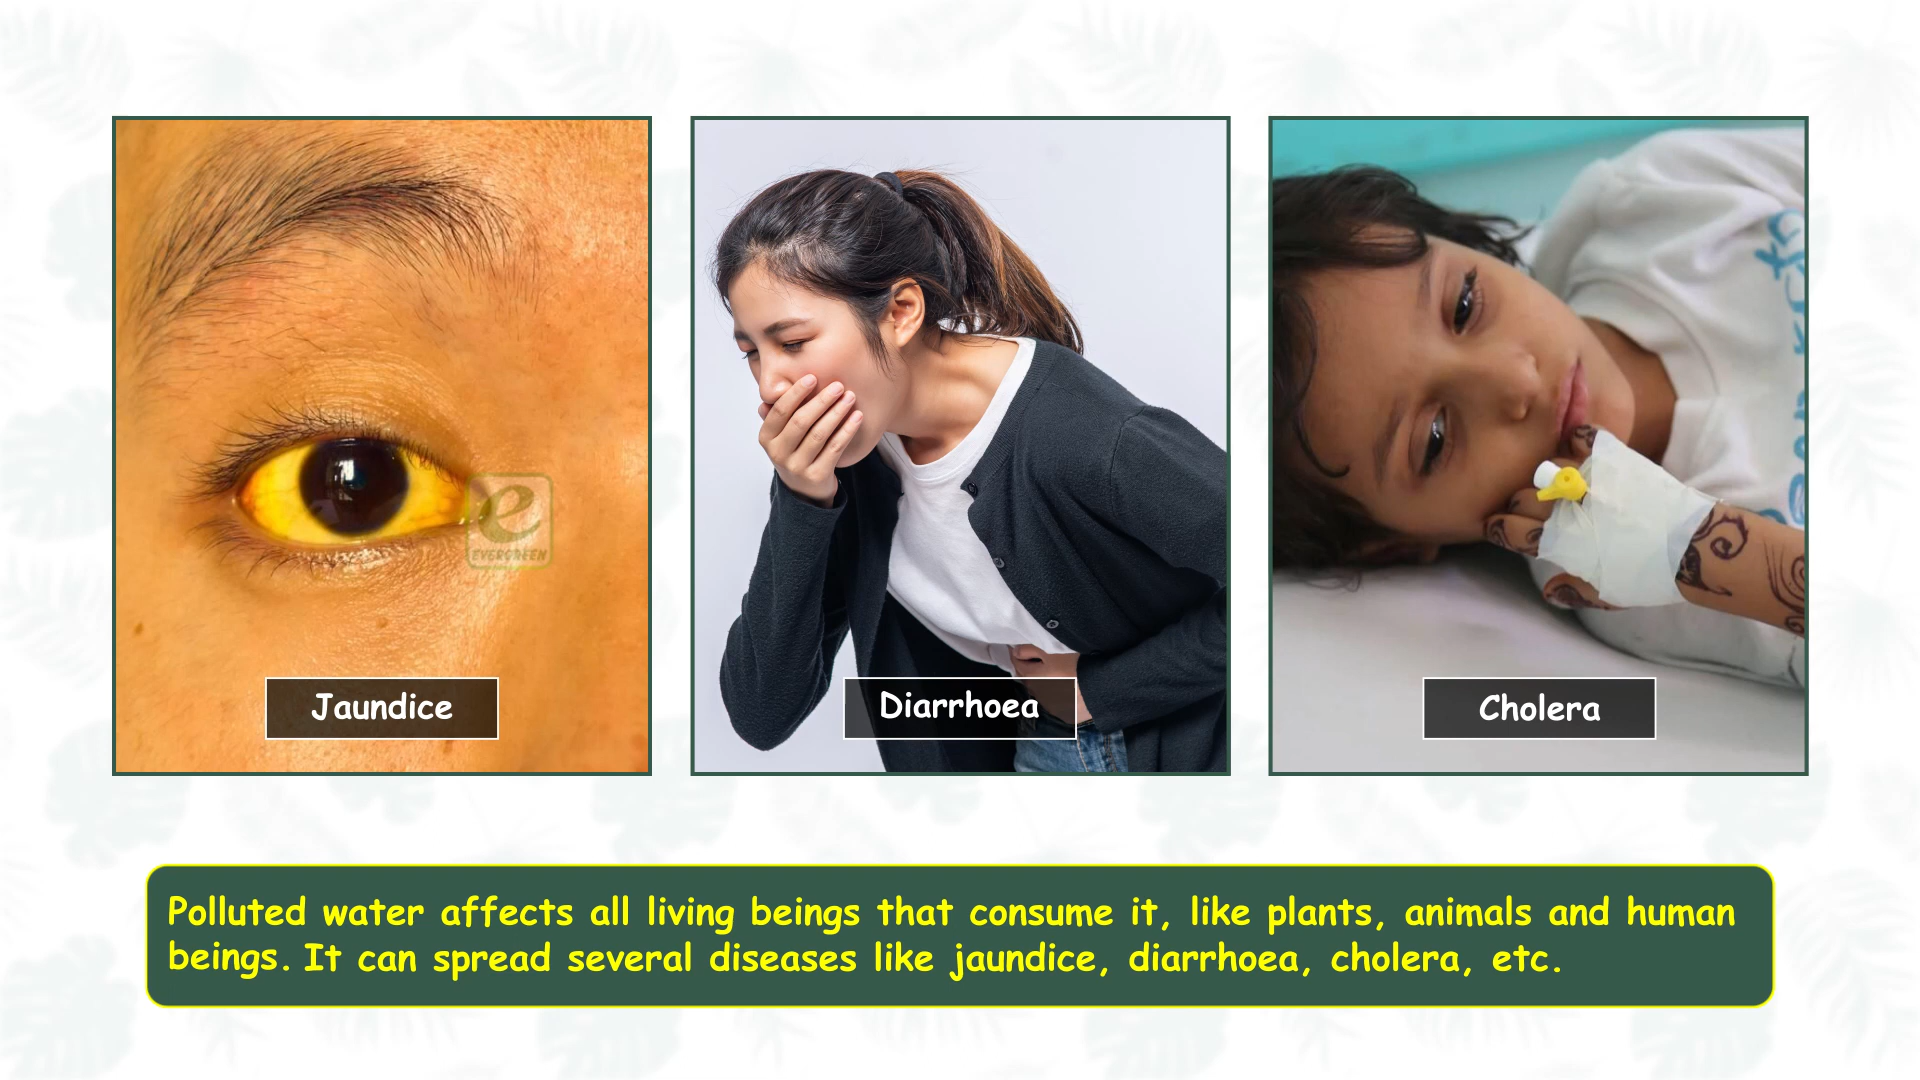 e
EVERGREEN
Jaundice
Diarrhoea
Cholera
Polluted water affects all living beings that consume it, like plants, animals and human
beings. It can spread several diseases like jaundice, diarrhoea, cholera, etc.